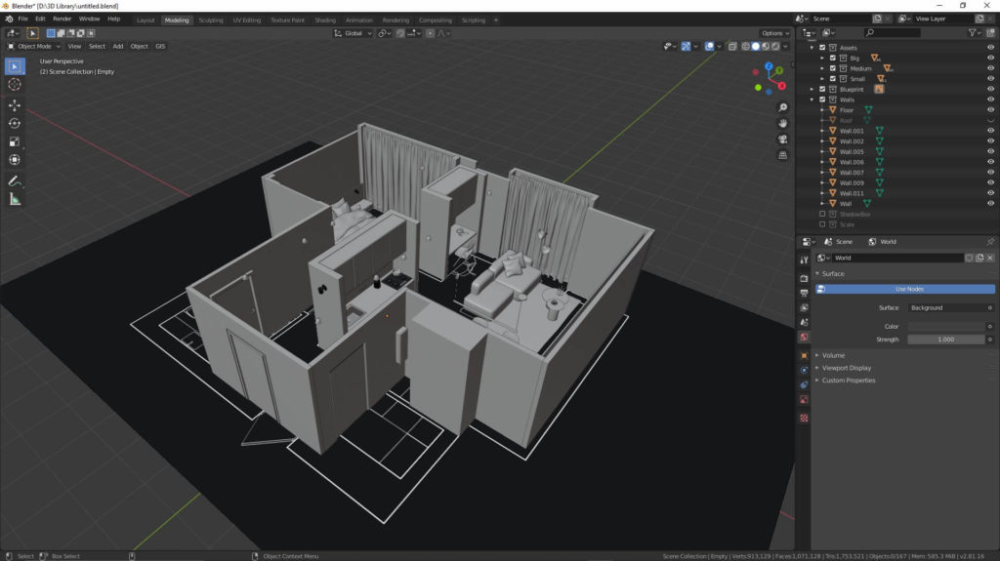 Blender* [D:\3D Library\untitled.blend]
File Edit Render Window Help Layout Modeling Sculpting UV Editing Texture Paint Shading Animation Rendering Compositing Scripting + Scene View Layer
Global Options
Object Mode View Select Add Object GIS
User Perspective
(2) Scene Collection | Empty
X
Y
Z
Assets
Big
Medium
Small
Blueprint
Walls
Floor
Roof
Wall.001
Wall.002
Wall.005
Wall.006
Wall.007
Wall.009
Wall.011
Wall
ShadowBox
Scale
Scene World
World
Surface
Use Nodes
Surface Background
Color
Strength 1.000
Volume
Viewport Display
Custom Properties
Select Box Select Object Context Menu Scene Collection | Empty | Verts:913,129 | Faces:1,071,128 | Tris:1,753,521 | Objects:0/167 | Mem: 585.3 MiB | v2.81.16